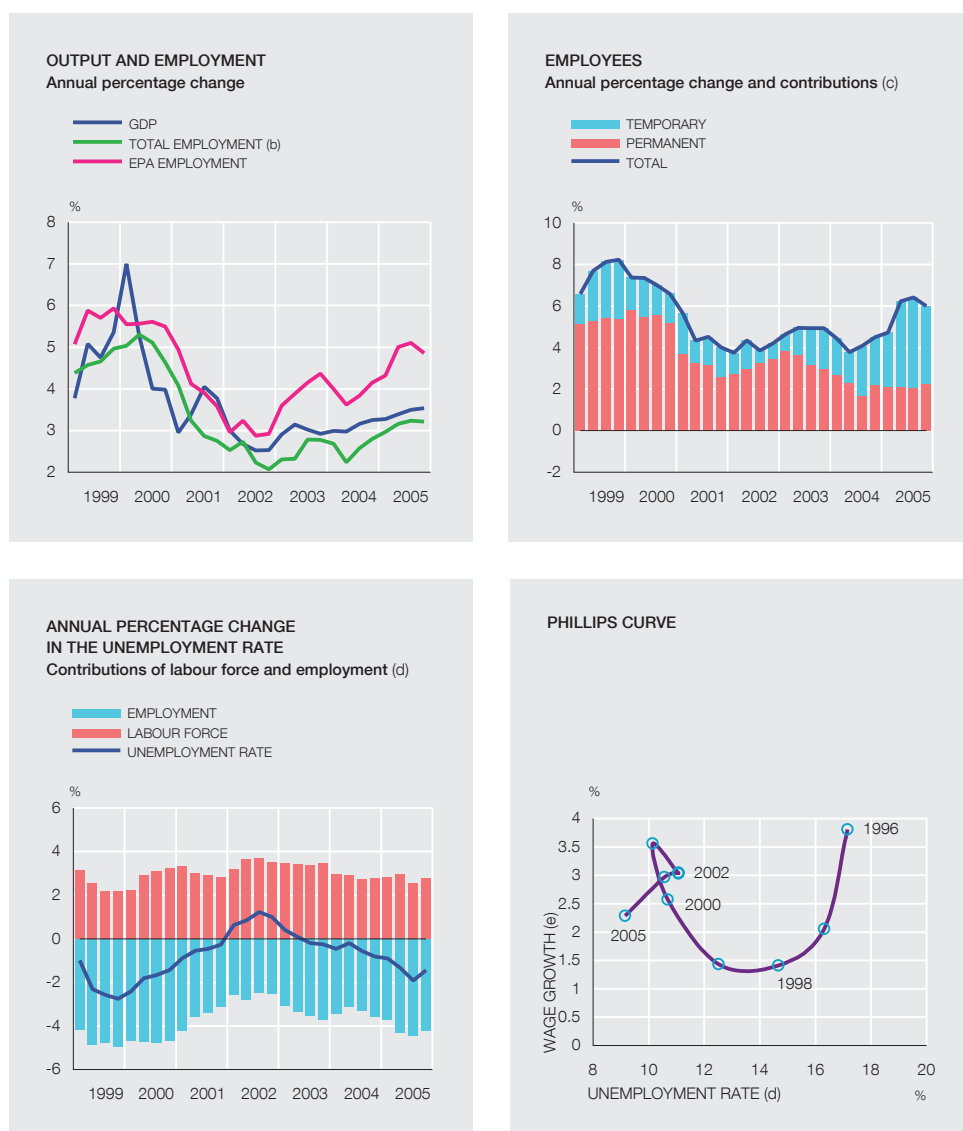 OUTPUT AND EMPLOYMENT
Annual percentage change
GDP
TOTAL EMPLOYMENT (b)
EPA EMPLOYMENT
%
8
7
6
5
4
3
2
1999 2000 2001 2002 2003 2004 2005
EMPLOYEES
Annual percentage change and contributions (c)
TEMPORARY
PERMANENT
TOTAL
%
10
8
6
4
2
0
-2
1999 2000 2001 2002 2003 2004 2005
ANNUAL PERCENTAGE CHANGE
IN THE UNEMPLOYMENT RATE
Contributions of labour force and employment (d)
EMPLOYMENT
LABOUR FORCE
UNEMPLOYMENT RATE
%
6
4
2
0
-2
-4
-6
1999 2000 2001 2002 2003 2004 2005
PHILLIPS CURVE
%
WAGE GROWTH (e)
4
3.5
3
2.5
2
1.5
1
0.5
0
1996
2002
2000
2005
1998
8 10 12 14 16 18 20
UNEMPLOYMENT RATE (d) %